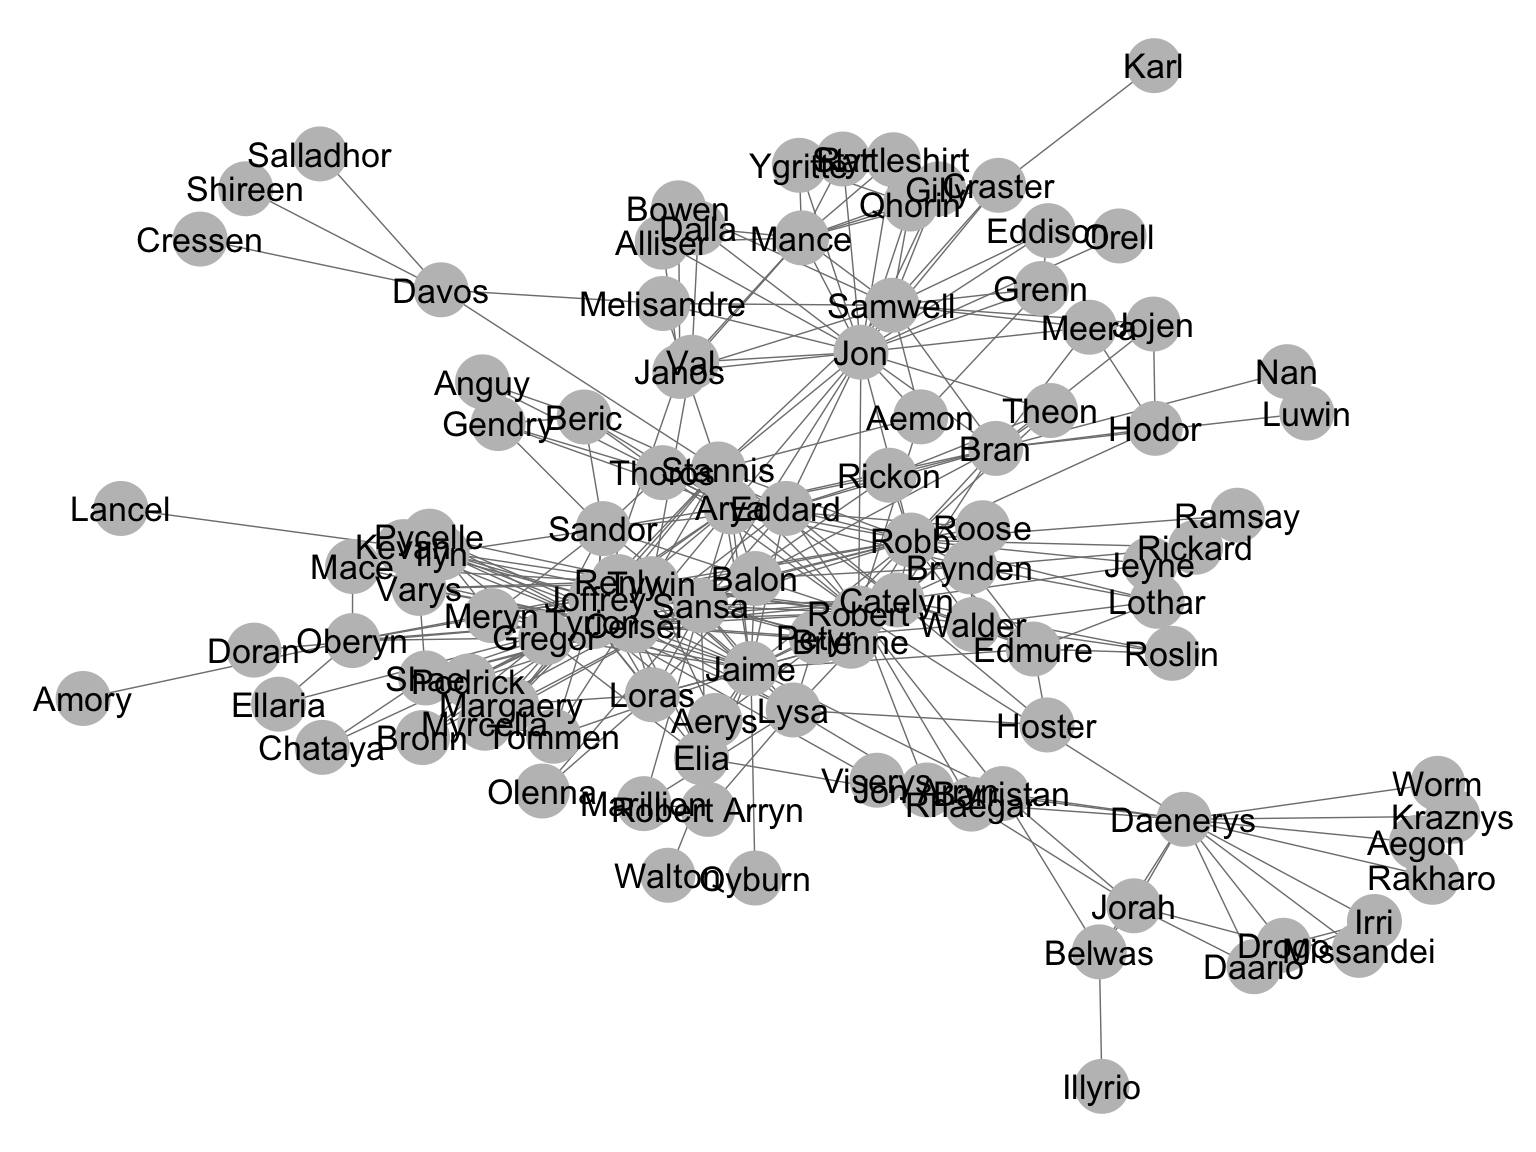 Karl
Salladhor
Shireen
Cressen
Davos
Ygritte
Rattleshirt
Gilly
Craster
Qhorin
Bowen
Dalla
Alliser
Mance
Eddison
Orell
Melisandre
Samwell
Grenn
Meera
Jojen
Jon
Val
Janos
Nan
Luwin
Anguy
Gendry
Beric
Aemon
Theon
Hodor
Bran
Thoros
Stannis
Rickon
Lancel
Arya
Eddard
Sandor
Robb
Roose
Ramsay
Rickard
Pycelle
Kevan
Ilyn
Mace
Varys
Brynden
Jeyne
Renly
Tywin
Balon
Joffrey
Sansa
Catelyn
Lothar
Meryn
Tyrion
Cersei
Robert
Walder
Gregor
Petyr
Brienne
Edmure
Roslin
Doran
Oberyn
Jaime
Shae
Podrick
Amory
Ellaria
Margaery
Loras
Lysa
Aerys
Hoster
Myrcella
Bronn
Tommen
Chataya
Elia
Olenna
Marillion
Robert Arryn
Viserys
Jon Arryn
Barristan
Rhaegar
Daenerys
Worm
Kraznys
Aegon
Rakharo
Walton
Qyburn
Jorah
Irri
Belwas
Drogo
Missandei
Daario
Illyrio